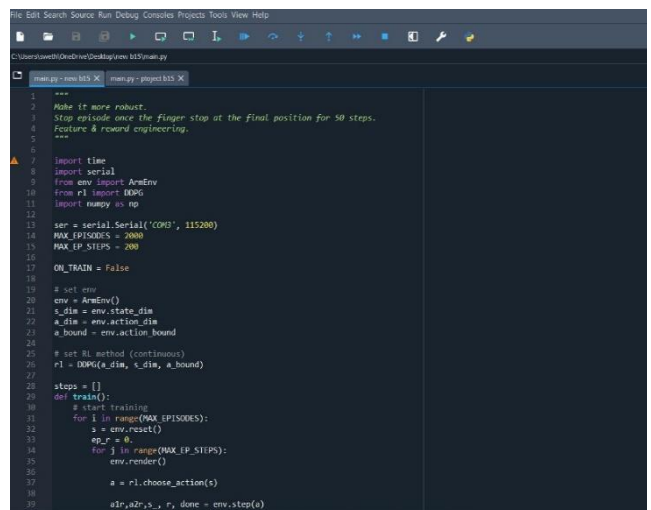 File Edit Search Source Run Debug Consoles Projects Tools View Help
C:\Users\sweth\OneDrive\Desktop\new b15\main.py
main.py - new b15 X main.py - ptoject b15 X
1 """
2 Make it more robust.
3 Stop episode once the finger stop at the final position for 50 steps.
4 Feature & reward engineering.
5 """
6
7 import time
8 import serial
9 from env import ArmEnv
10 from rl import DDPG
11 import numpy as np
12
13 ser = serial.Serial('COM3', 115200)
14 MAX_EPISODES = 2000
15 MAX_EP_STEPS = 200
16
17 ON_TRAIN = False
18
19 # set env
20 env = ArmEnv()
21 s_dim = env.state_dim
22 a_dim = env.action_dim
23 a_bound = env.action_bound
24
25 # set RL method (continuous)
26 rl = DDPG(a_dim, s_dim, a_bound)
27
28 steps = []
29 def train():
30 # start training
31 for i in range(MAX_EPISODES):
32 s = env.reset()
33 ep_r = 0.
34 for j in range(MAX_EP_STEPS):
35 env.render()
36
37 a = rl.choose_action(s)
38
39 a1r,a2r,s_, r, done = env.step(a)